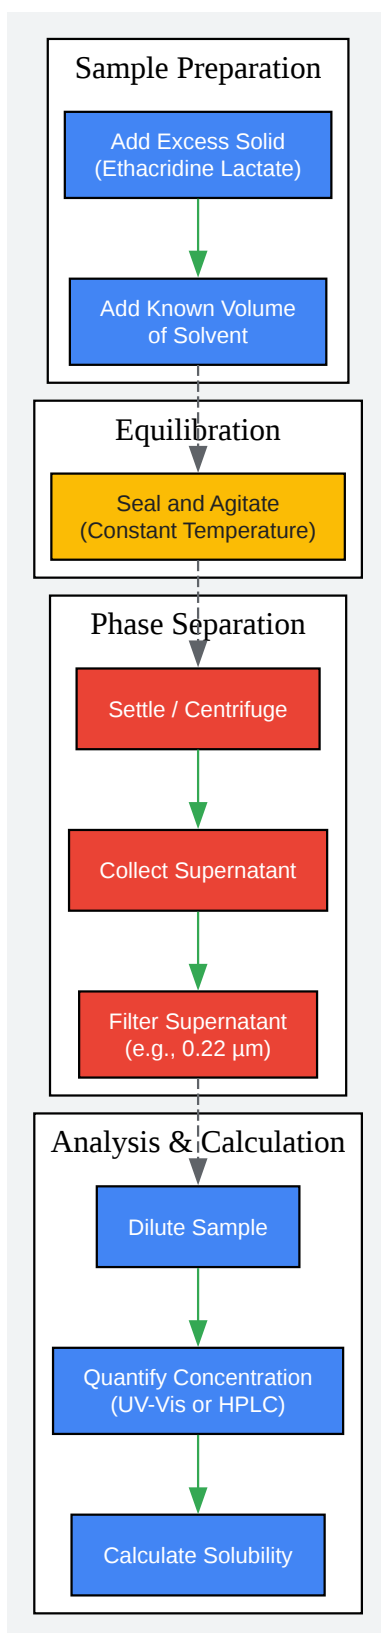 Sample Preparation
Add Excess Solid
(Ethacridine Lactate)
Add Known Volume
of Solvent
Equilibration
Seal and Agitate
(Constant Temperature)
Phase Separation
Settle / Centrifuge
Collect Supernatant
Filter Supernatant
(e.g., 0.22 µm)
Analysis & Calculation
Dilute Sample
Quantify Concentration
(UV-Vis or HPLC)
Calculate Solubility